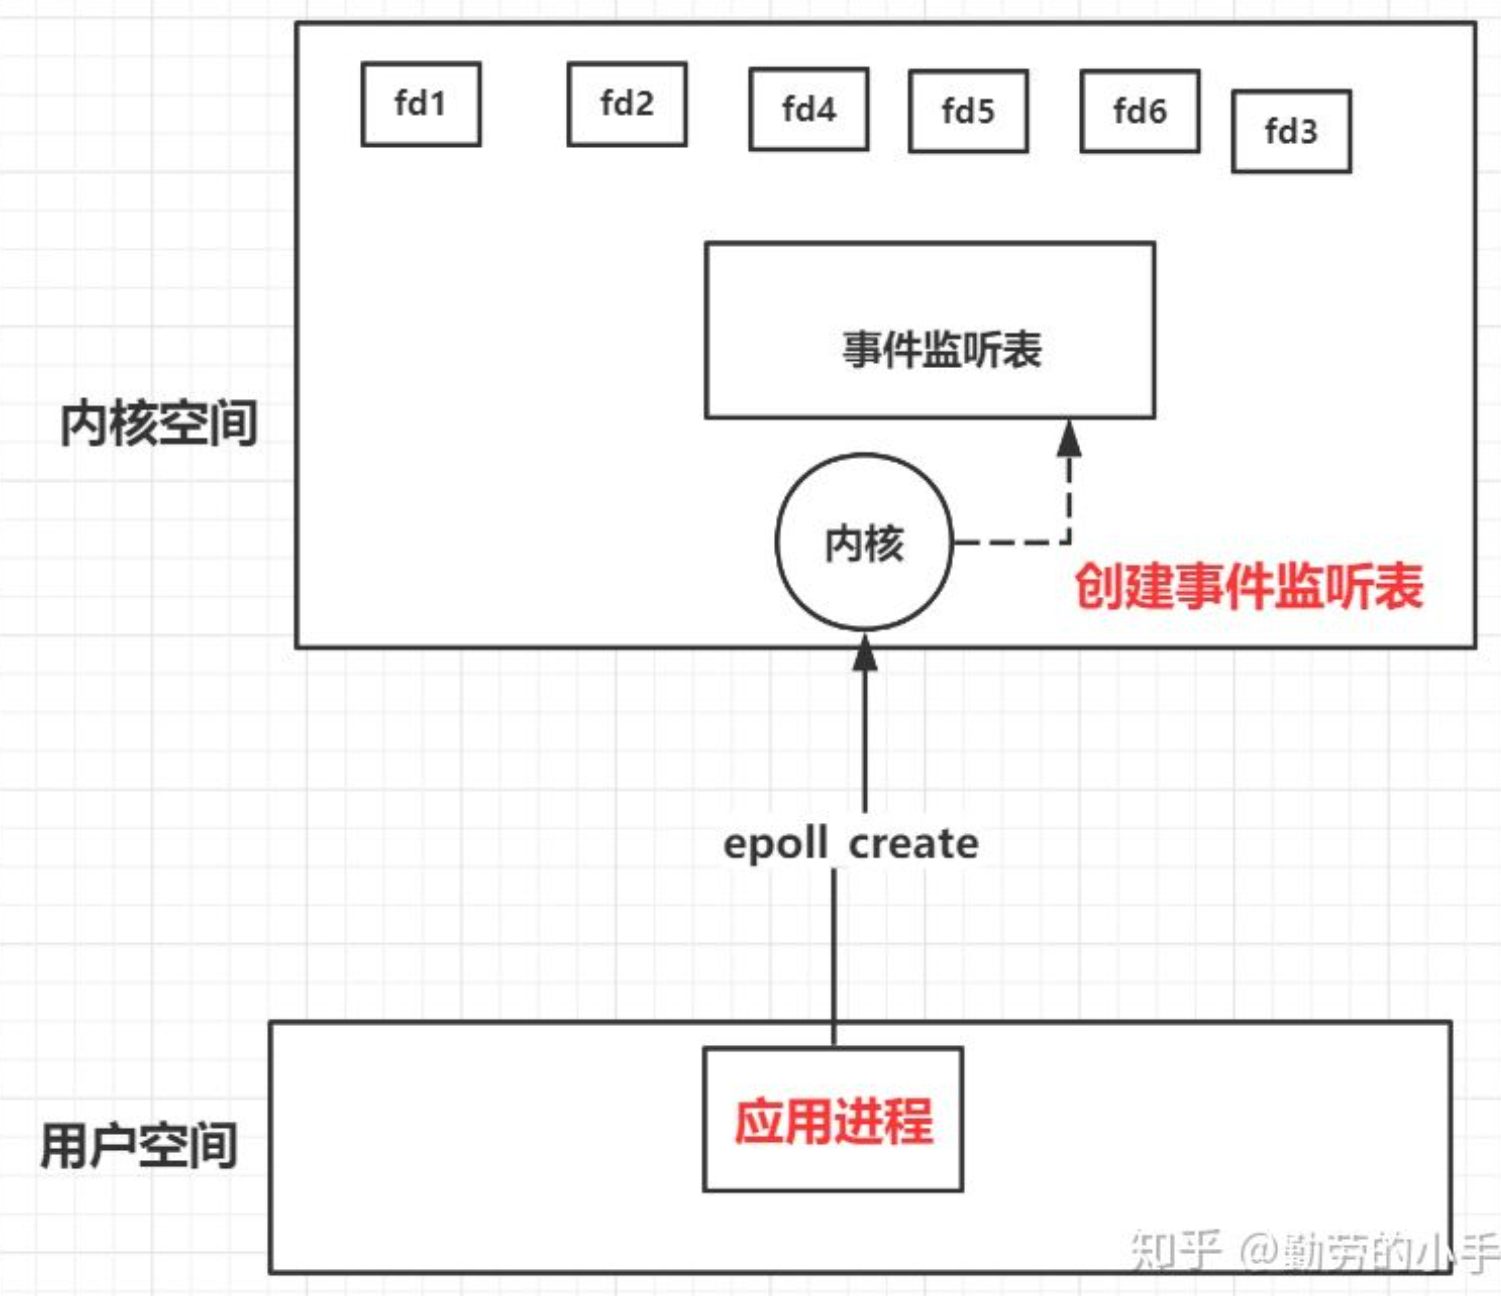 fd1
fd2
fd4
fd5
fd6
fd3
事件监听表
内核空间
内核
创建事件监听表
epoll create
应用进程
用户空间
知乎 @勤劳的小手